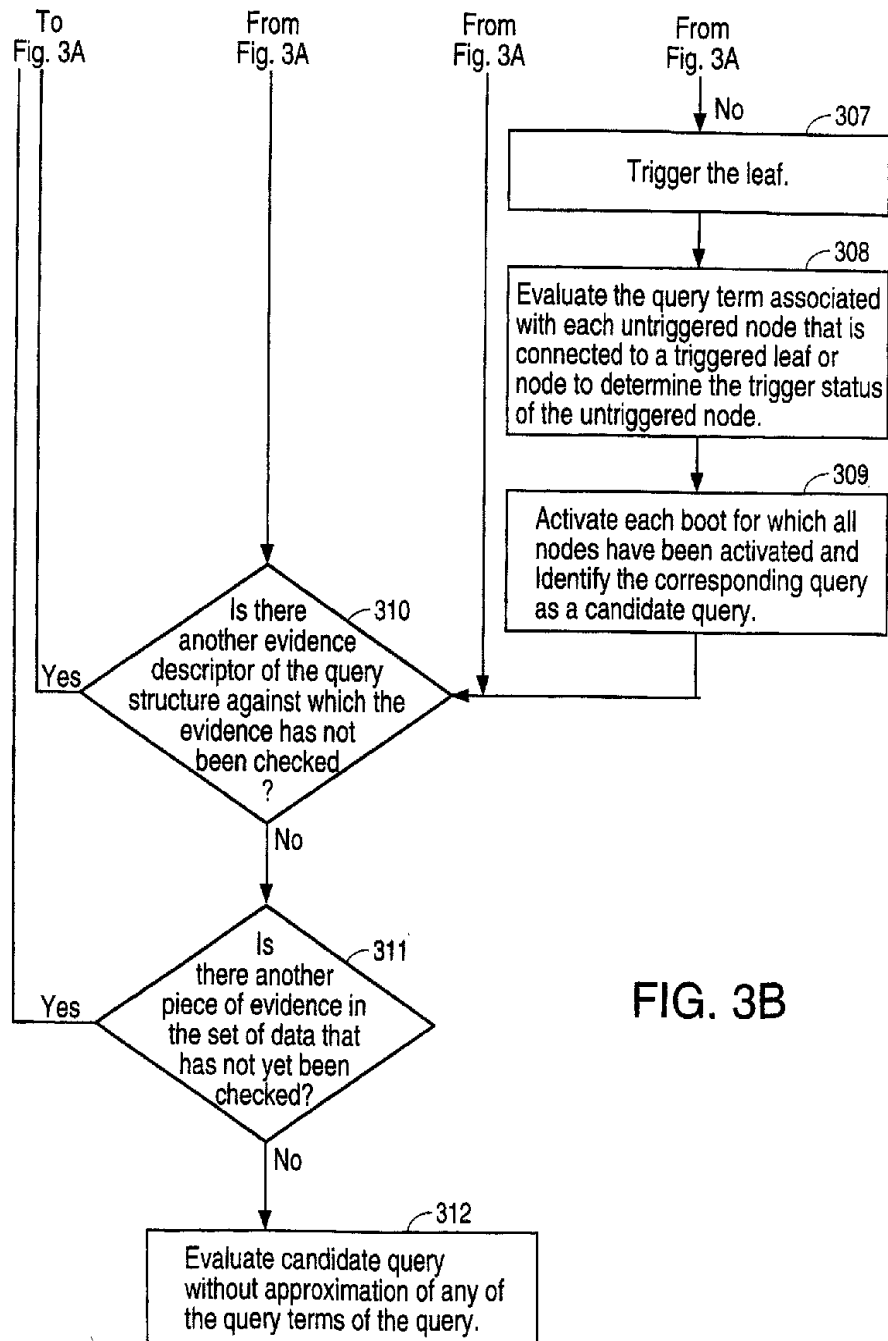 To
Fig. 3A
From
Fig. 3A
From
Fig. 3A
From
Fig. 3A
No
307
Trigger the leaf.
308
Evaluate the query term associated
with each untriggered node that is
connected to a triggered leaf or
node to determine the trigger status
of the untriggered node.
309
Activate each boot for which all
nodes have been activated and
Identify the corresponding query
as a candidate query.
310
Is there
another evidence
descriptor of the query
structure against which the
evidence has not
been checked
?
Yes
No
311
Is
there another
piece of evidence in
the set of data that
has not yet been
checked?
Yes
No
FIG. 3B
312
Evaluate candidate query
without approximation of any of
the query terms of the query.